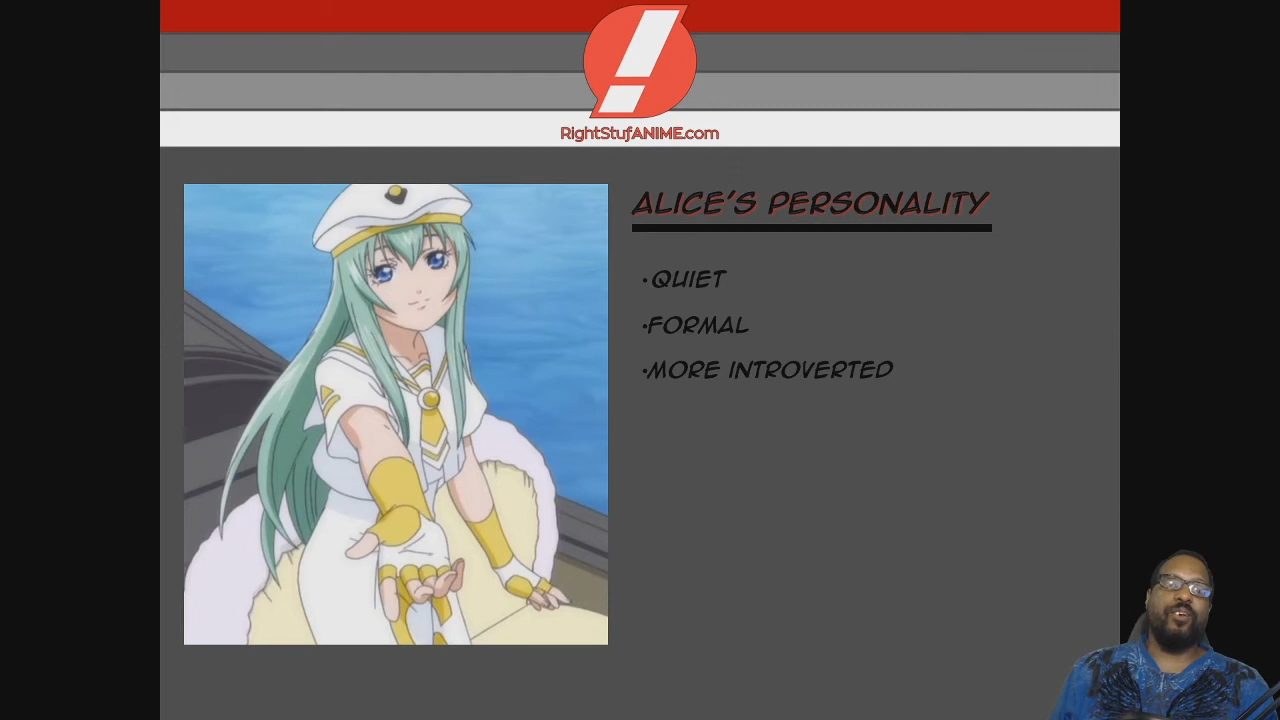 RightStufANIME.com
ALICE'S PERSONALITY
•QUIET
•FORMAL
•MORE INTROVERTED